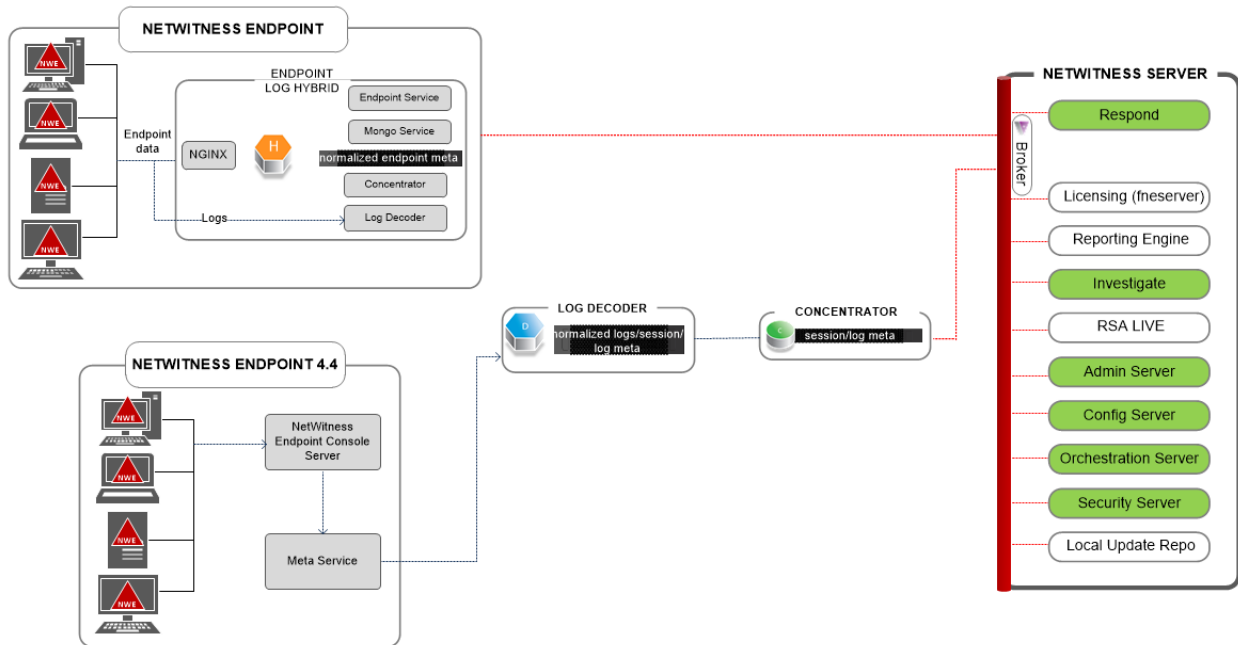 NETWITNESS ENDPOINT
NWE
NWE
NWE
NWE
Endpoint
data
ENDPOINT
LOG HYBRID
NGINX
H
Endpoint Service
Mongo Service
normalized endpoint meta
Concentrator
Log Decoder
Logs
NETWITNESS ENDPOINT 4.4
NWE
NWE
NWE
NWE
NetWitness
Endpoint Console
Server
Meta Service
LOG DECODER
D
normalized logs/session/
log meta
CONCENTRATOR
C
session/log meta
NETWITNESS SERVER
Broker
Respond
Licensing (fneserver)
Reporting Engine
Investigate
RSA LIVE
Admin Server
Config Server
Orchestration Server
Security Server
Local Update Repo